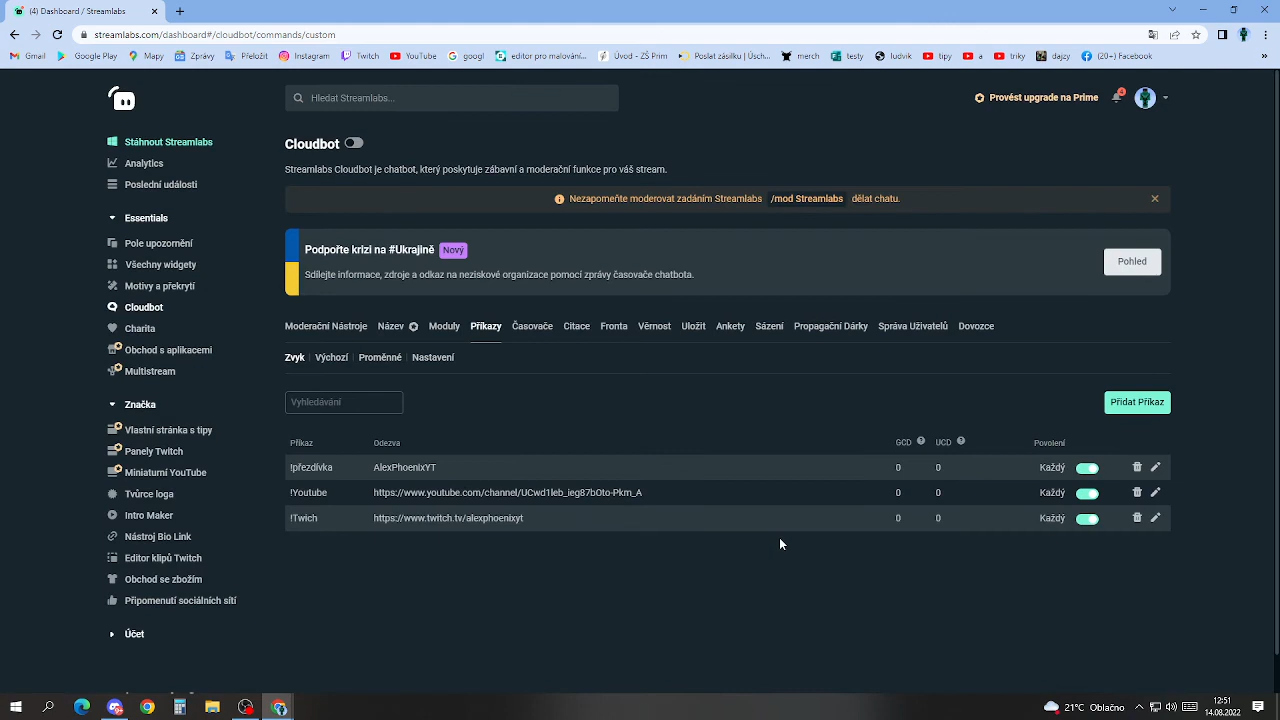 (4) Dashboard / Streamlabs
streamlabs.com/dashboard#/cloudbot/commands/custom
Gmail Google Play Mapy Zprávy Přeložit Instagram Twitch YouTube googl editor pro malování... Úvod - ZŠ Prim Poslat zásilku (Úsch... merch testy ludvik tipy a triky dajzy (20+) Facebook »
Hledat Streamlabs...
Provést upgrade na Prime
4
Stáhnout Streamlabs
Analytics
Poslední události
Essentials
Pole upozornění
Všechny widgety
Motivy a překrytí
Cloudbot
Charita
Obchod s aplikacemi
Multistream
Značka
Vlastní stránka s tipy
Panely Twitch
Miniaturní YouTube
Tvůrce loga
Intro Maker
Nástroj Bio Link
Editor klipů Twitch
Obchod se zbožím
Připomenutí sociálních sítí
Účet
Cloudbot
Streamlabs Cloudbot je chatbot, který poskytuje zábavní a moderační funkce pro váš stream.
Nezapomeňte moderovat zadáním Streamlabs /mod Streamlabs dělat chatu.
Podpořte krizi na #Ukrajině Nový
Sdílejte informace, zdroje a odkaz na neziskové organizace pomocí zprávy časovače chatbota.
Pohled
Moderační Nástroje Název Moduly Příkazy Časovače Citace Fronta Věrnost Uložit Ankety Sázení Propagační Dárky Správa Uživatelů Dovozce
Zvyk Výchozí Proměnné Nastavení
Vyhledávání
Přidat Příkaz
Příkaz Odezva GCD ? UCD ? Povolení
!přezdívka AlexPhoenixYT 0 0 Každý
!Youtube https://www.youtube.com/channel/UCwd1leb_ieg87bOto-Pkm_A 0 0 Každý
!Twich https://www.twitch.tv/alexphoenixyt 0 0 Každý
21°C Oblačno
12:51
14.08.2022